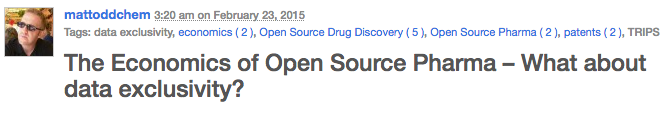 mattoddchem 3:20 am on February 23, 2015
Tags: data exclusivity, economics ( 2 ), Open Source Drug Discovery ( 5 ), Open Source Pharma ( 2 ), patents ( 2 ), TRIPS
The Economics of Open Source Pharma – What about
data exclusivity?